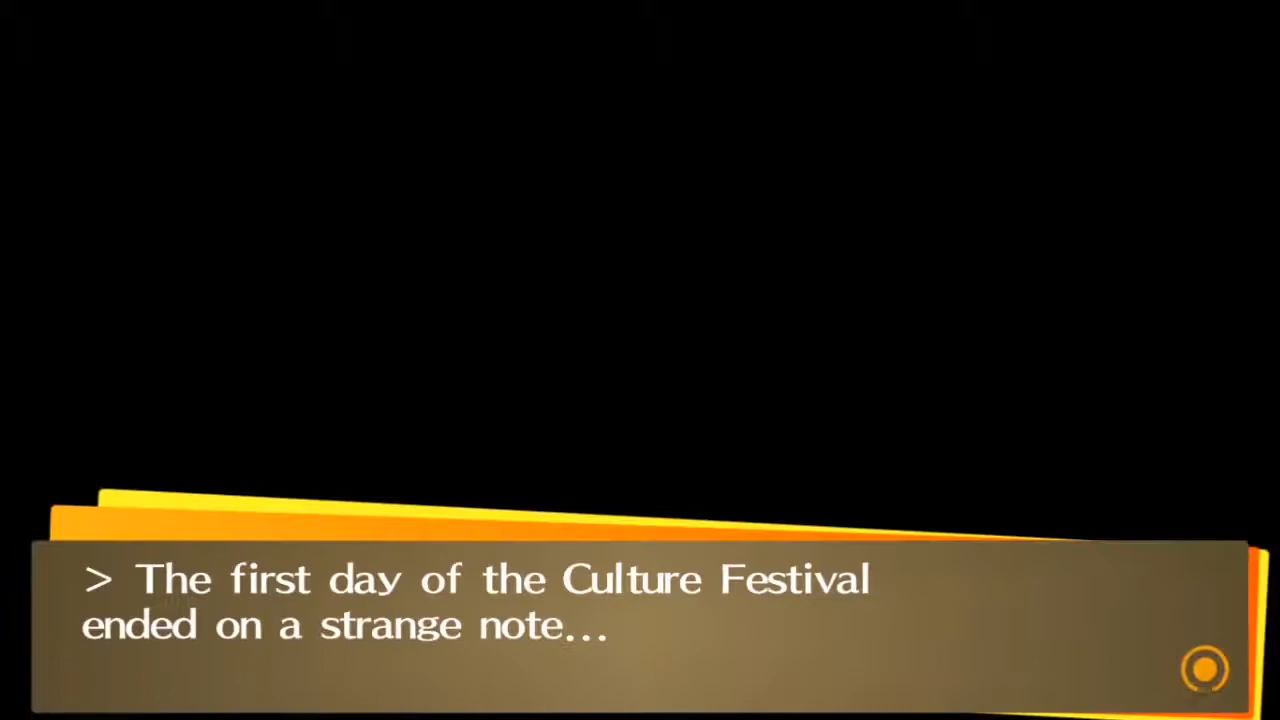 > The first day of the Culture Festival
ended on a strange note...